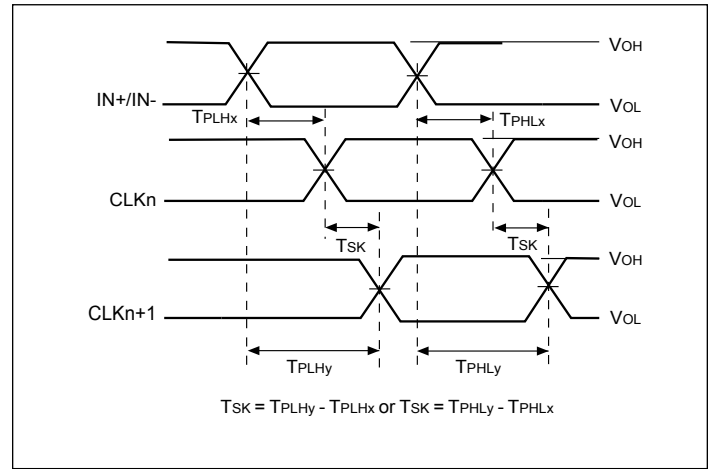 VOH
IN+/IN-
VOL
TPLHx
TPHLx
VOH
CLKn
VOL
TSK
TSK
VOH
CLKn+1
VOL
TPLHy
TPHLy
TSK = TPLHy - TPLHx or TSK = TPHLy - TPHLx